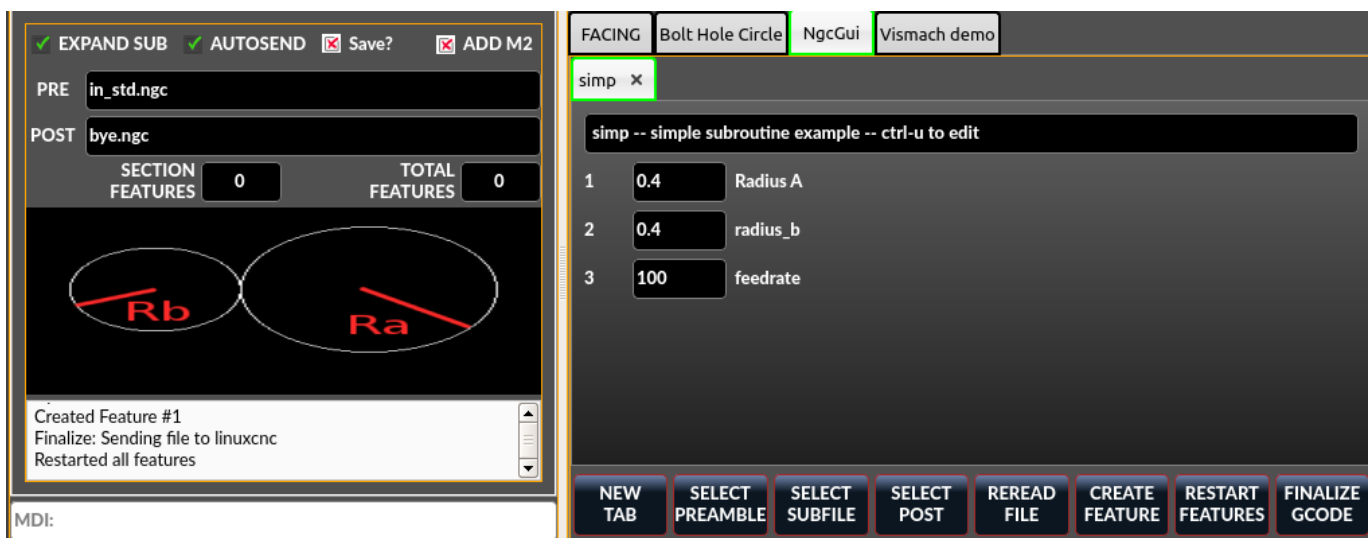 EXPAND SUB AUTOSEND Save? ADD M2
PRE in_std.ngc
POST bye.ngc
SECTION FEATURES 0 TOTAL FEATURES 0
Rb Ra
Created Feature #1
Finalize: Sending file to linuxcnc
Restarted all features
MDI:
FACING Bolt Hole Circle NgcGui Vismach demo
simp ×
simp -- simple subroutine example -- ctrl-u to edit
1 0.4 Radius A
2 0.4 radius_b
3 100 feedrate
NEW TAB SELECT PREAMBLE SELECT SUBFILE SELECT POST REREAD FILE CREATE FEATURE RESTART FEATURES FINALIZE GCODE